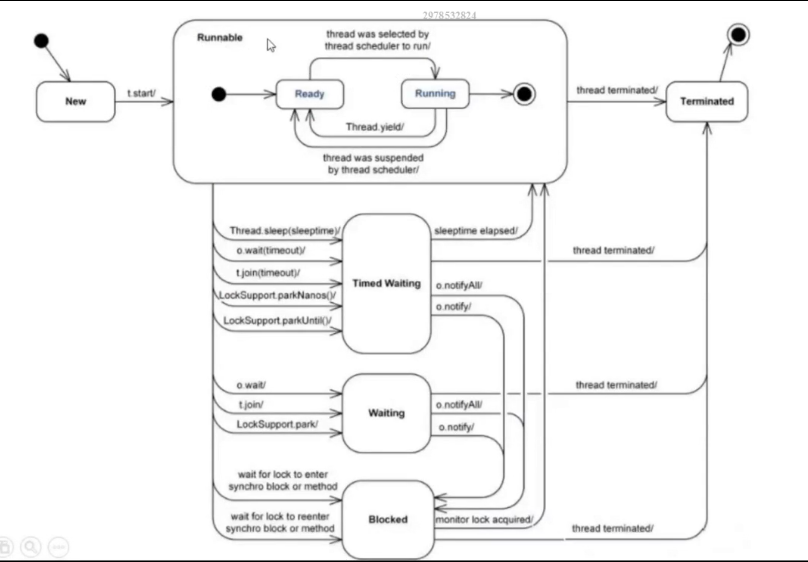 2978532824
Runnable
thread was selected by
thread scheduler to run/
New
t.start/
Ready
Running
thread terminated/
Terminated
Thread.yield/
thread was suspended
by thread scheduler/
Thread.sleep(sleeptime)/
sleeptime elapsed/
o.wait(timeout)/
thread terminated/
t.join(timeout)/
Timed Waiting
o.notifyAll/
LockSupport.parkNanos()/
o.notify/
LockSupport.parkUntil()/
o.wait/
thread terminated/
t.join/
Waiting
o.notifyAll/
LockSupport.park/
o.notify/
wait for lock to enter
synchro block or method
Blocked
monitor lock acquired/
wait for lock to reenter
synchro block or method
thread terminated/